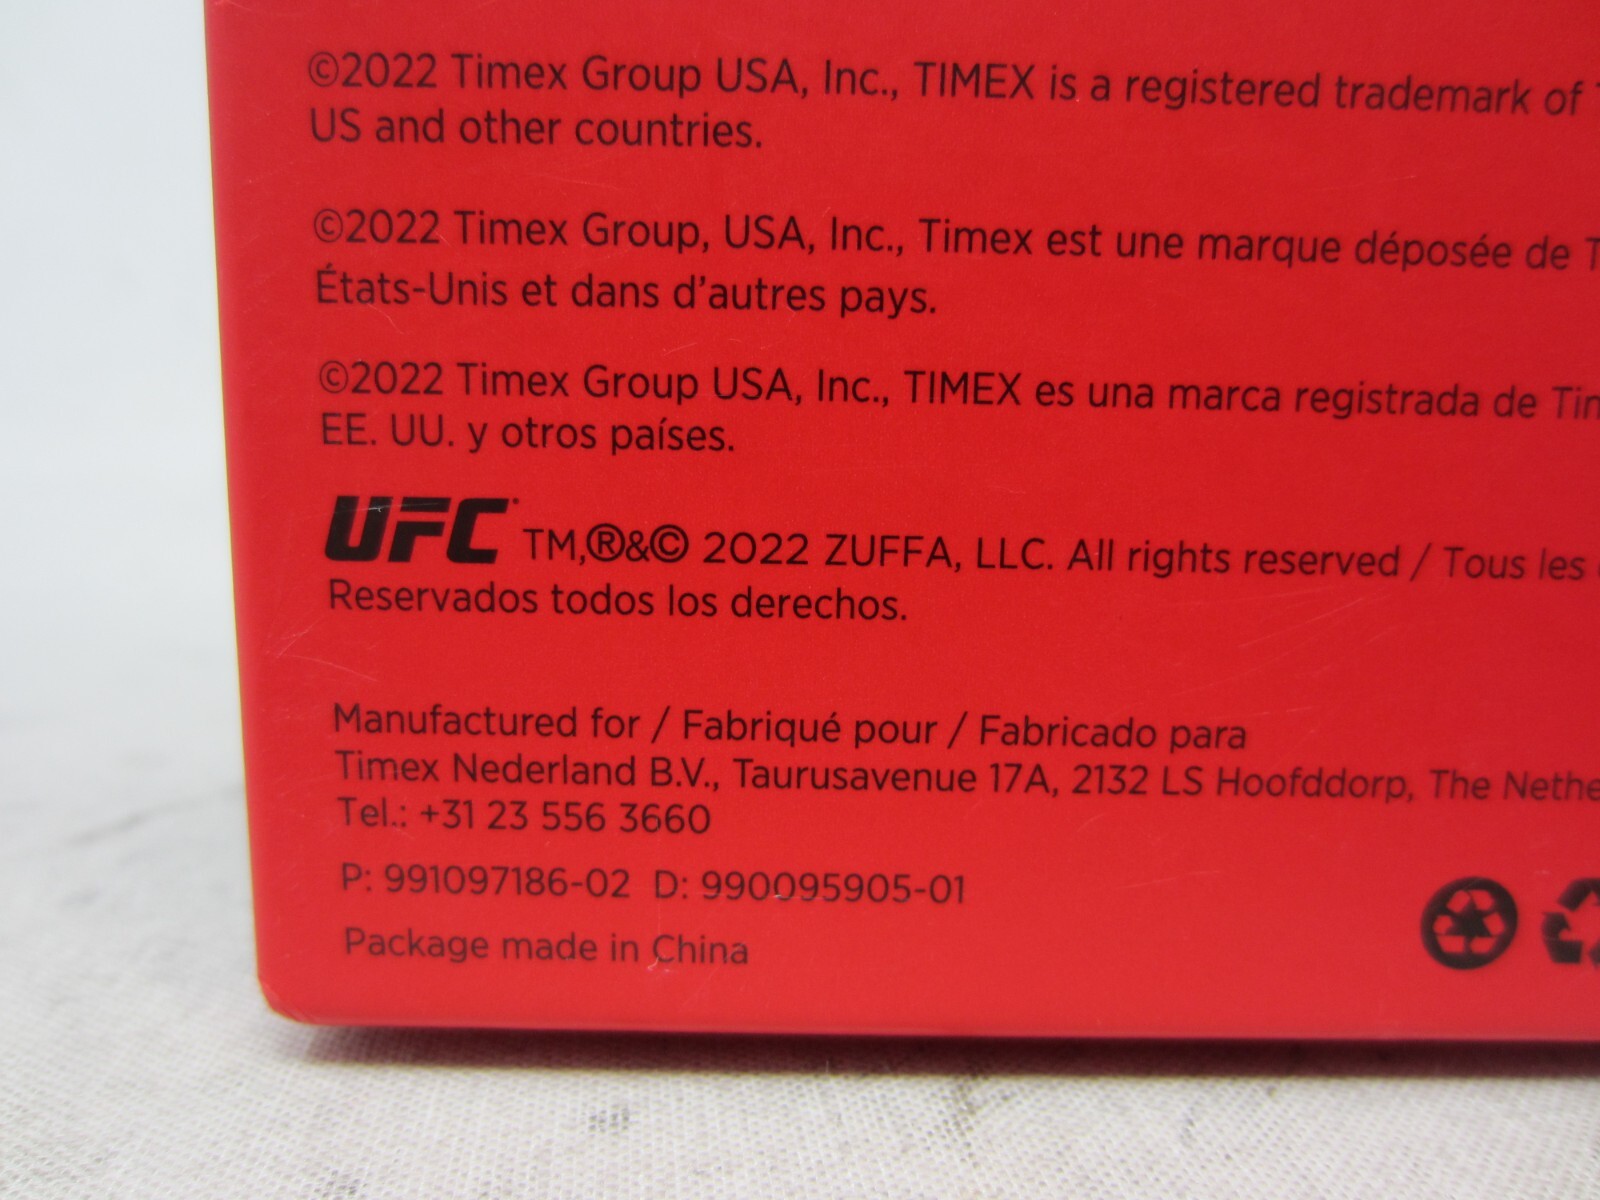 ©2022 Timex Group USA, Inc., TIMEX is a registered trademark of
US and other countries.
©2022 Timex Group, USA, Inc., Timex est une marque déposée de
États-Unis et dans d'autres pays.
©2022 Timex Group USA, Inc., TIMEX es una marca registrada de
EE. UU. y otros países.
UFC TM,®&© 2022 ZUFFA, LLC. All rights reserved / Tous les
Reservados todos los derechos.
Manufactured for / Fabriqué pour / Fabricado para
Timex Nederland B.V., Taurusavenue 17A, 2132 LS Hoofddorp, The
Tel.: +31 23 556 3660
P: 991097186-02 D: 990095905-01
Package made in China